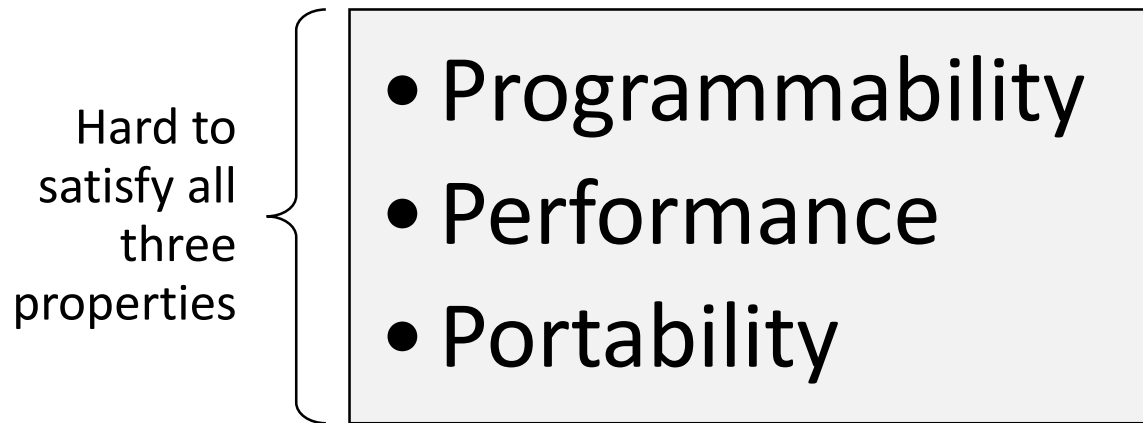 Hard to
satisfy all
three
properties
• Programmability
• Performance
• Portability